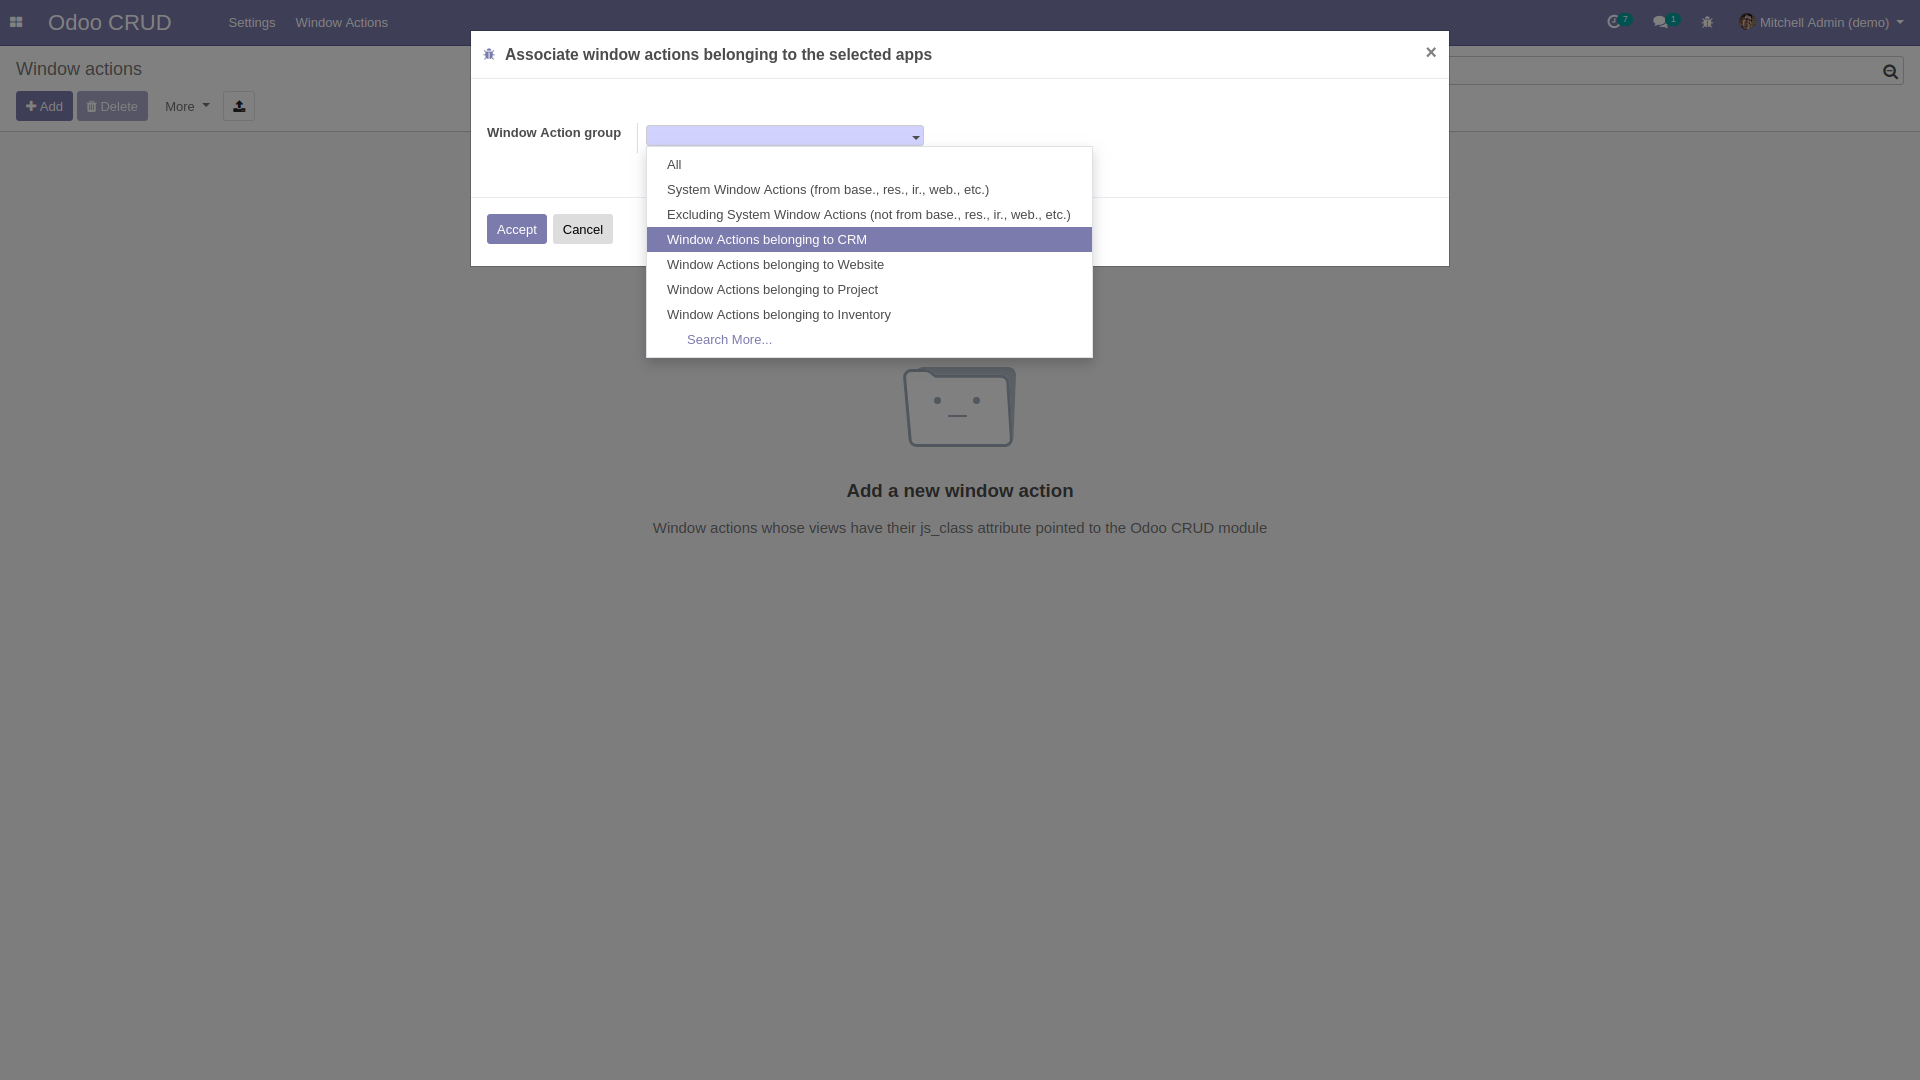 Odoo CRUD
Settings
Window Actions
7
1
Mitchell Admin (demo)
Window actions
Add
Delete
More
Associate window actions belonging to the selected apps
×
Window Action group
All
System Window Actions (from base., res., ir., web., etc.)
Excluding System Window Actions (not from base., res., ir., web., etc.)
Window Actions belonging to CRM
Window Actions belonging to Website
Window Actions belonging to Project
Window Actions belonging to Inventory
Search More...
Accept
Cancel
Add a new window action
Window actions whose views have their js_class attribute pointed to the Odoo CRUD module